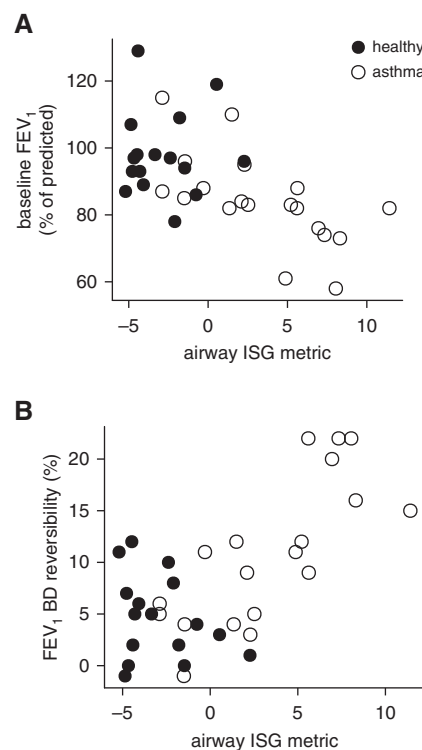 A
healthy
asthma
baseline FEV₁
(% of predicted)
120
100
80
60
−5 0 5 10
airway ISG metric
B
FEV₁ BD reversibility (%)
20
15
10
5
0
−5 0 5 10
airway ISG metric